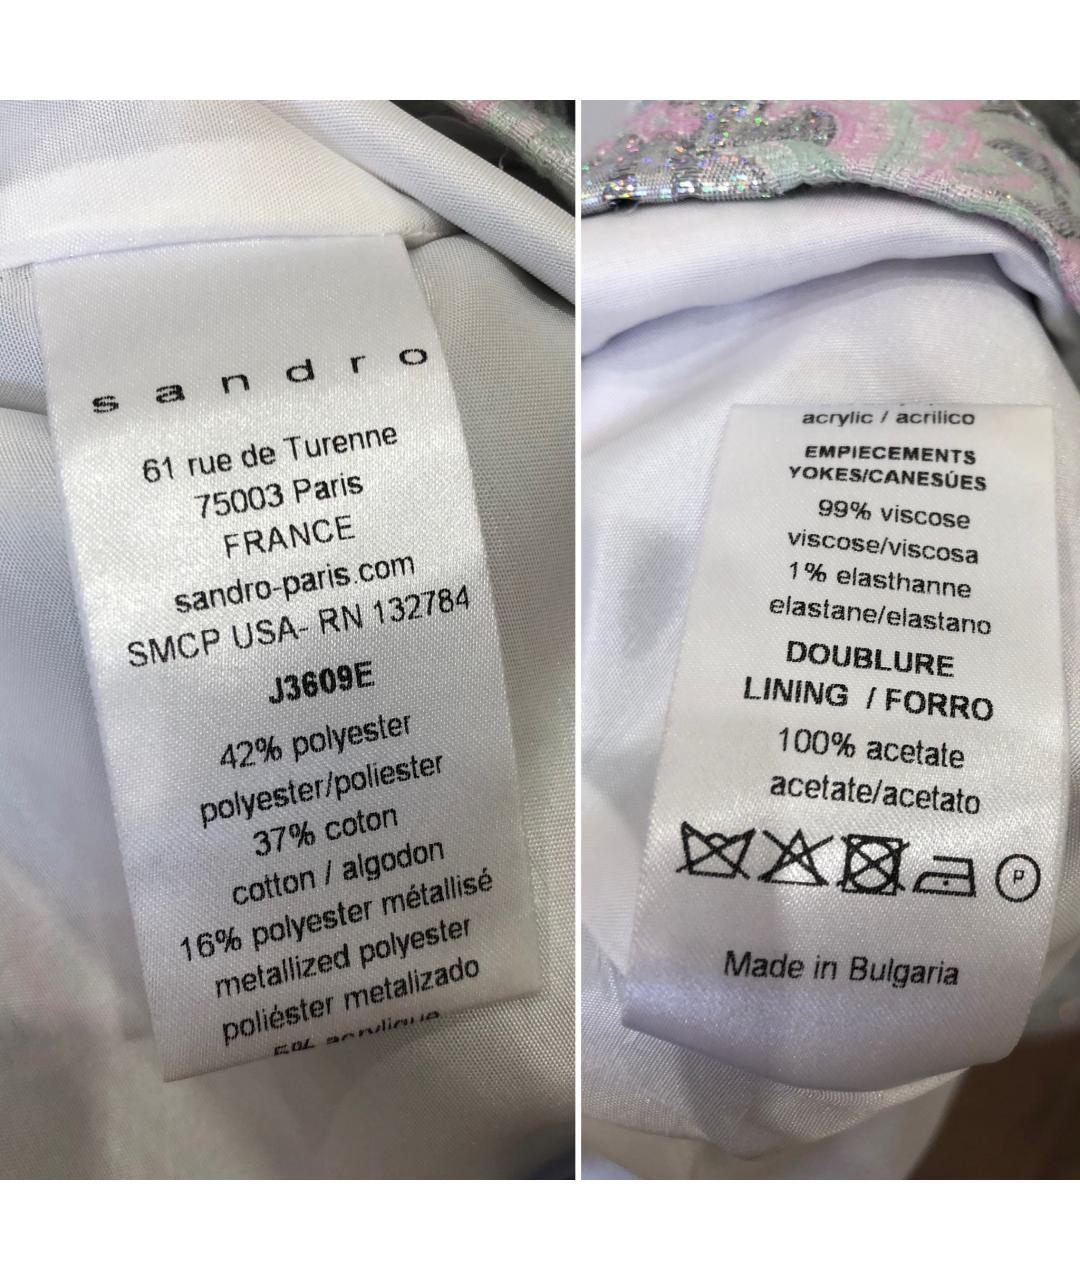 sandro
61 rue de Turenne
75003 Paris
FRANCE
sandro-paris.com
SMCP USA- RN 132784
J3609E
42% polyester
polyester/poliester
37% coton
cotton / algodon
16% polyester métallisé
metallized polyester
poliéster metalizado
5% acrylique
acrylic / acrilico
EMPIECEMENTS
YOKES/CANESÚES
99% viscose
viscose/viscosa
1% elasthanne
elastane/elastano
DOUBLURE
LINING / FORRO
100% acetate
acetate/acetato
P
Made in Bulgaria